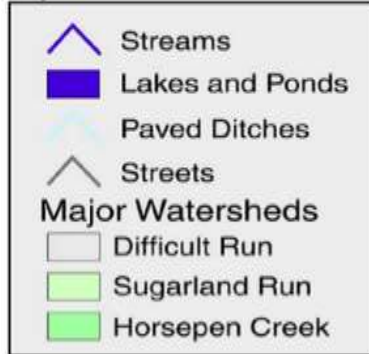 Streams
Lakes and Ponds
Paved Ditches
Streets
Major Watersheds
Difficult Run
Sugarland Run
Horsepen Creek